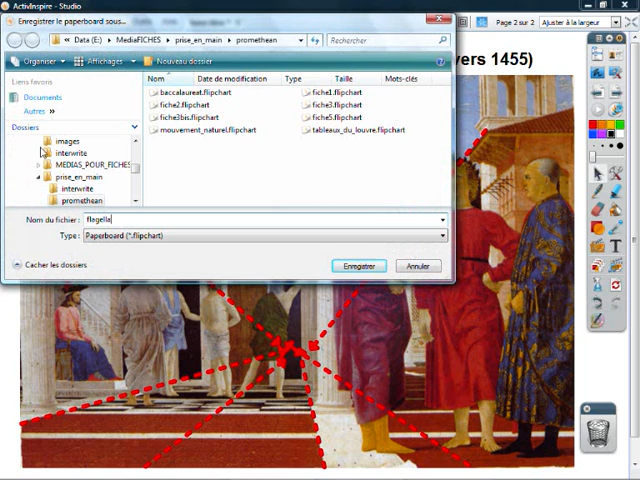 ActivInspire - Studio
Enregistrer le paperboard sous...
Page 2 sur 2
Ajuster à la largeur
Data (E:) ▸ MediaFICHES ▸ prise_en_main ▸ promethean
Rechercher
Organiser
Affichages
Nouveau dossier
vers 1455)
Liens favoris
Documents
Autres »
Dossiers
images
interwrite
MEDIAS_POUR_FICHES
prise_en_main
interwrite
promethean
Nom
Date de modification
Type
Taille
Mots-clés
baccalaureat.flipchart
fiche1.flipchart
fiche2.flipchart
fiche3.flipchart
fiche3bis.flipchart
fiche5.flipchart
mouvement_naturel.flipchart
tableaux_du_louvre.flipchart
Nom du fichier : flagella
Type : Paperboard (*.flipchart)
Cacher les dossiers
Enregistrer
Annuler